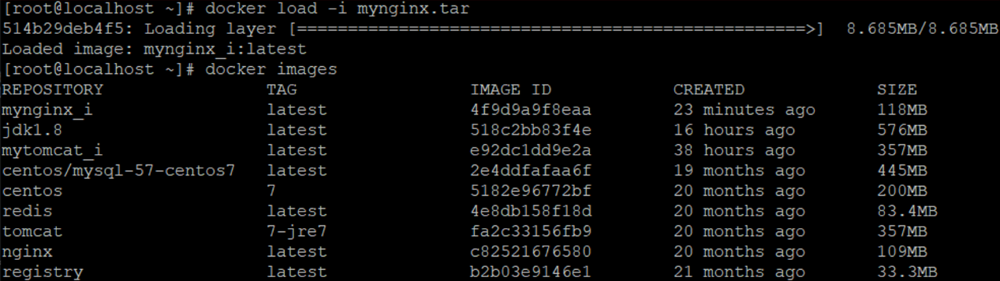 [root@localhost ~]# docker load -i mynginx.tar
514b29deb4f5: Loading layer [==================================================>]  8.685MB/8.685MB
Loaded image: mynginx_i:latest
[root@localhost ~]# docker images
REPOSITORY                TAG                 IMAGE ID            CREATED             SIZE
mynginx_i                 latest              4f9d9a9f8eaa        23 minutes ago      118MB
jdk1.8                    latest              518c2bb83f4e        16 hours ago        576MB
mytomcat_i                latest              e92dc1dd9e2a        38 hours ago        357MB
centos/mysql-57-centos7   latest              2e4ddfafaa6f        19 months ago       445MB
centos                    7                   5182e96772bf        20 months ago       200MB
redis                     latest              4e8db158f18d        20 months ago       83.4MB
tomcat                    7-jre7              fa2c33156fb9        20 months ago       357MB
nginx                     latest              c82521676580        20 months ago       109MB
registry                  latest              b2b03e9146e1        21 months ago       33.3MB